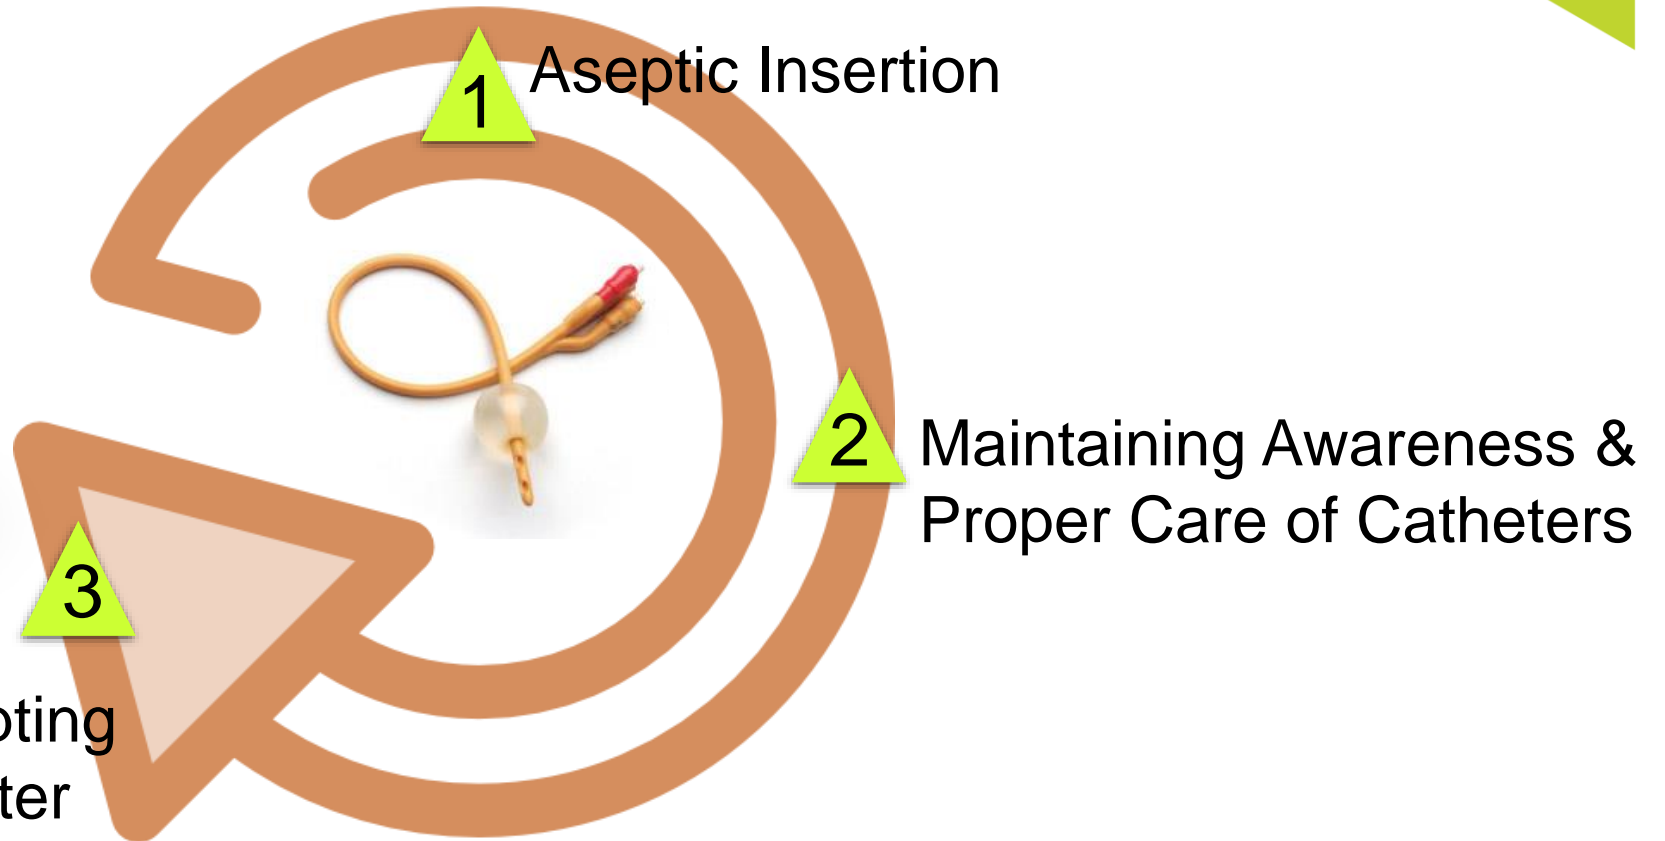 1
Aseptic Insertion
2
Maintaining Awareness &
Proper Care of Catheters
3